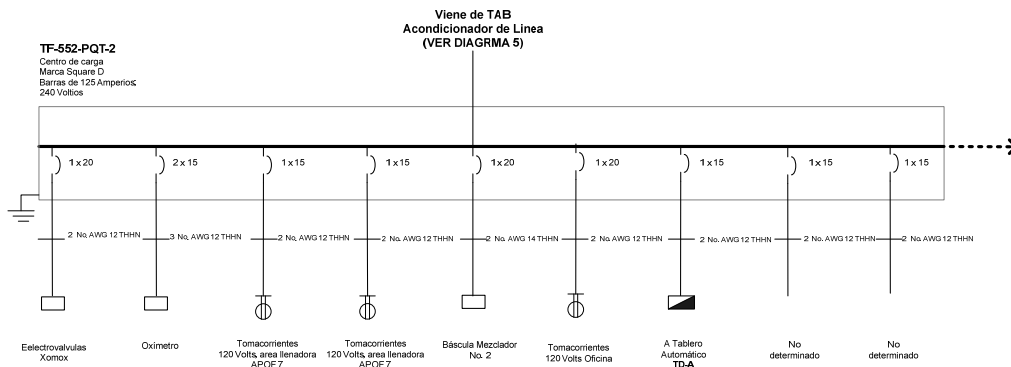 Viene de TAB
Acondicionador de Linea
(VER DIAGRMA 5)
TF-552-PQT-2
Centro de carga
Marca Square D
Barras de 125 Amperios
240 Voltios
1 x 20
2 x 15
1 x 15
1 x 15
1 x 20
1 x 20
1 x 15
1 x 15
1 x 15
2 No. AWG 12 THHN
3 No. AWG 12 THHN
2 No. AWG 12 THHN
2 No. AWG 12 THHN
2 No. AWG 14 THHN
2 No. AWG 12 THHN
2 No. AWG 12 THHN
2 No. AWG 12 THHN
2 No. AWG 12 THHN
Eelectrovalvulas
Xomox
Oximetro
Tomacorrientes
120 Volts, area llenadora
APOE 7
Tomacorrientes
120 Volts, area llenadora
APOE 7
Báscula Mezclador
No. 2
Tomacorrientes
120 Volts Oficina
A Tablero
Automático
TD-A
No
determinado
No
determinado